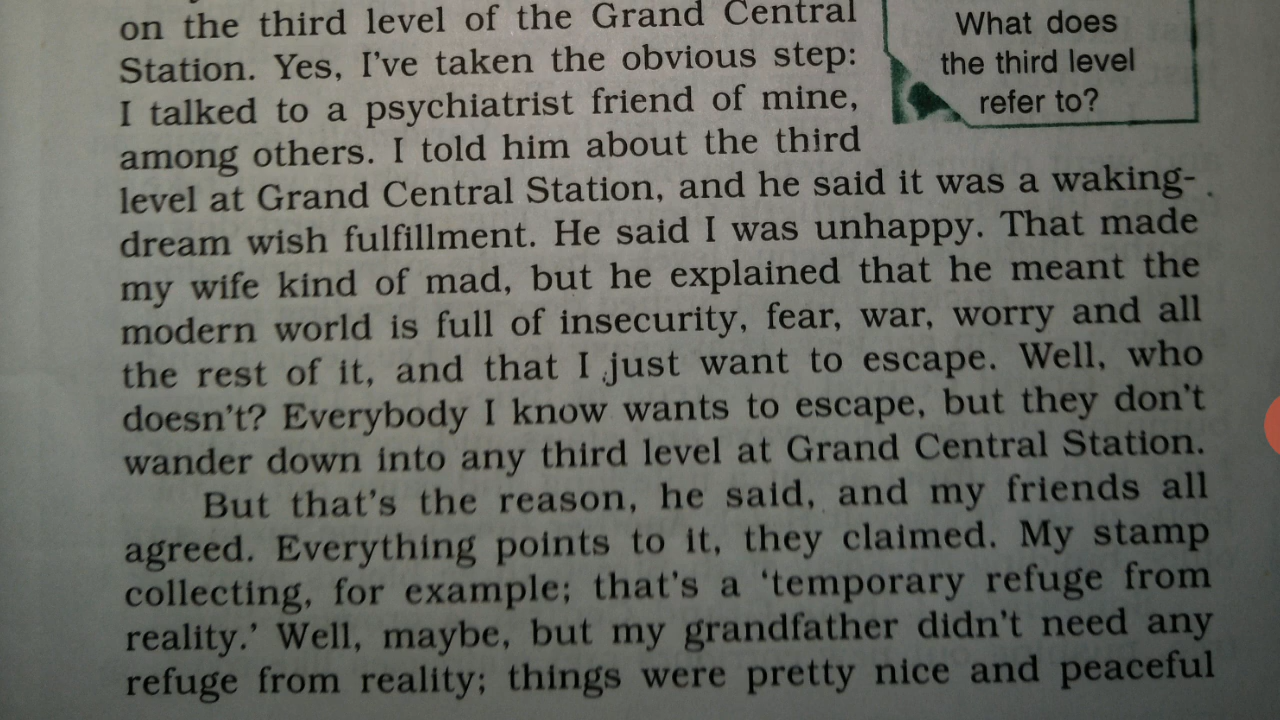 on the third level of the Grand Central
Station. Yes, I've taken the obvious step:
I talked to a psychiatrist friend of mine,
among others. I told him about the third
level at Grand Central Station, and he said it was a waking-
dream wish fulfillment. He said I was unhappy. That made
my wife kind of mad, but he explained that he meant the
modern world is full of insecurity, fear, war, worry and all
the rest of it, and that I just want to escape. Well, who
doesn't? Everybody I know wants to escape, but they don't
wander down into any third level at Grand Central Station.
But that's the reason, he said, and my friends all
agreed. Everything points to it, they claimed. My stamp
collecting, for example; that's a ‘temporary refuge from
reality.’ Well, maybe, but my grandfather didn't need any
refuge from reality; things were pretty nice and peaceful
What does
the third level
refer to?